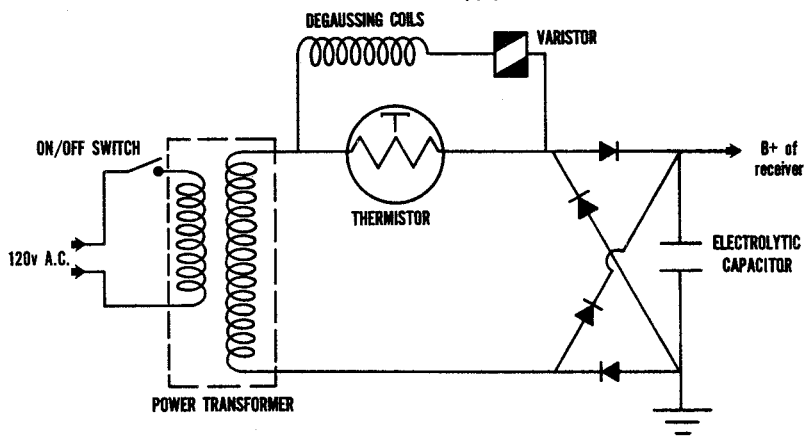 DEGAUSSING COILS
VARISTOR
ON/OFF SWITCH
T
B+ of
receiver
THERMISTOR
120v A.C.
ELECTROLYTIC
CAPACITOR
POWER TRANSFORMER